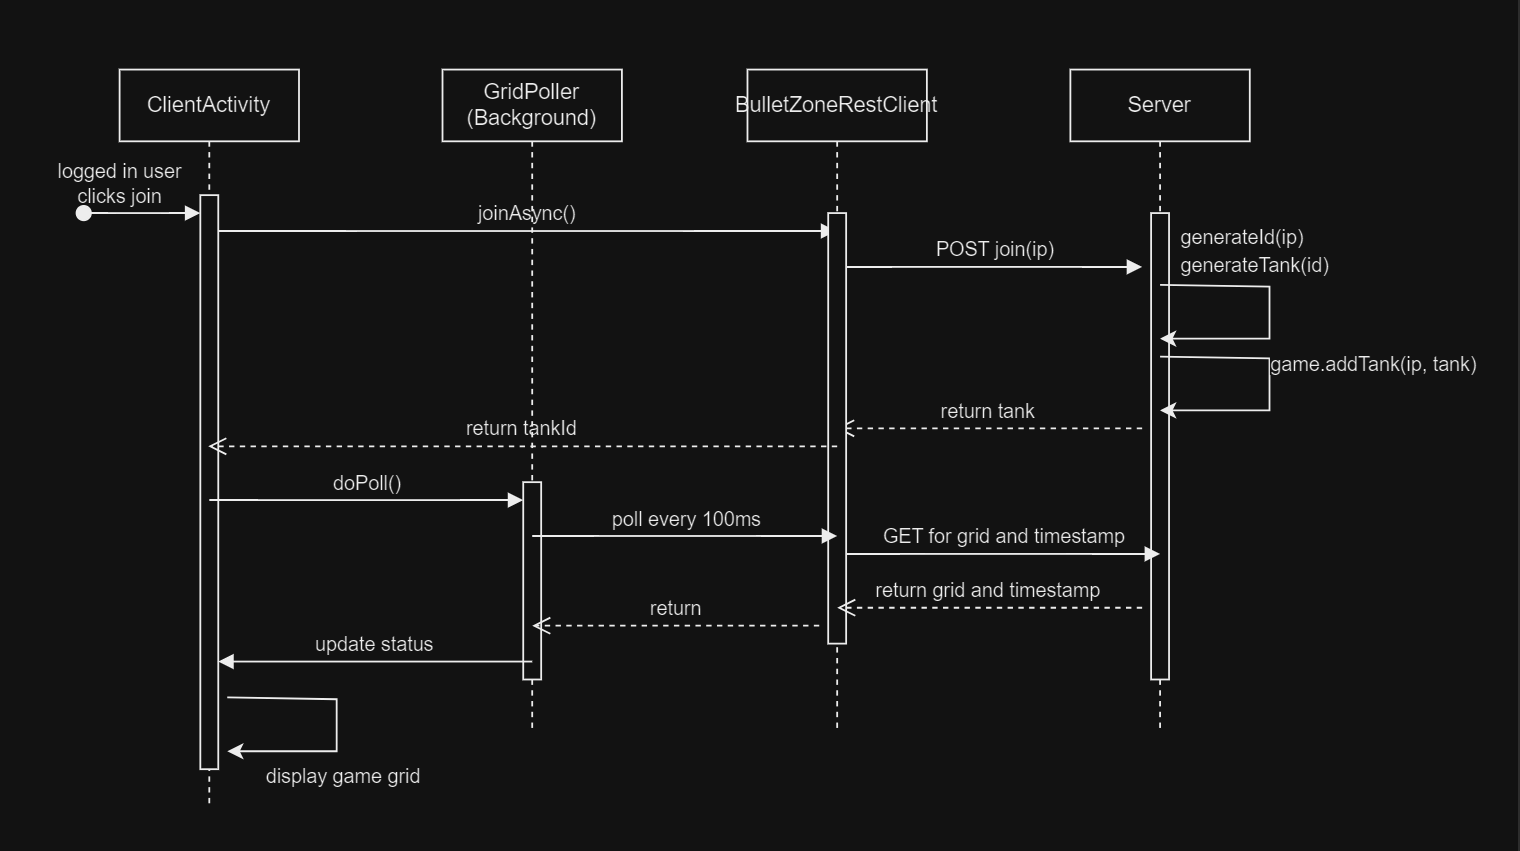 ClientActivity
GridPoller
(Background)
BulletZoneRestClient
Server
logged in user
clicks join
joinAsync()
POST join(ip)
generateId(ip)
generateTank(id)
game.addTank(ip, tank)
return tank
return tankId
doPoll()
poll every 100ms
GET for grid and timestamp
return grid and timestamp
return
update status
display game grid